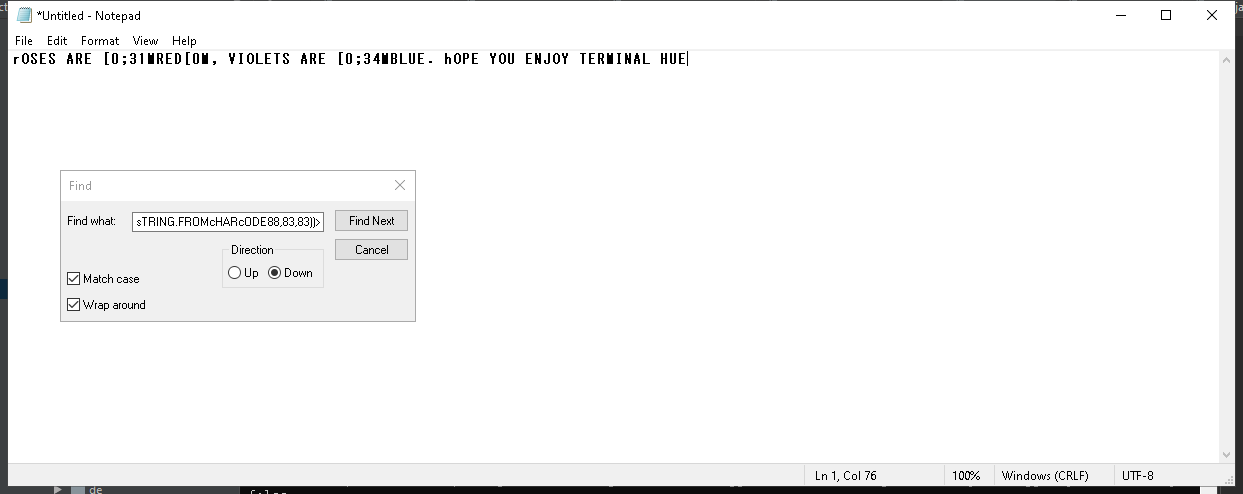 *Untitled - Notepad
File Edit Format View Help
rOSES ARE [0;31MRED[0M, VIOLETS ARE [0;34MBLUE. hOPE YOU ENJOY TERMINAL HUE
Find
Find what: sTRING.FROMcHARcODE88,83,83))> Find Next
Direction Cancel
Up Down
Match case
Wrap around
Ln 1, Col 76 100% Windows (CRLF) UTF-8
de